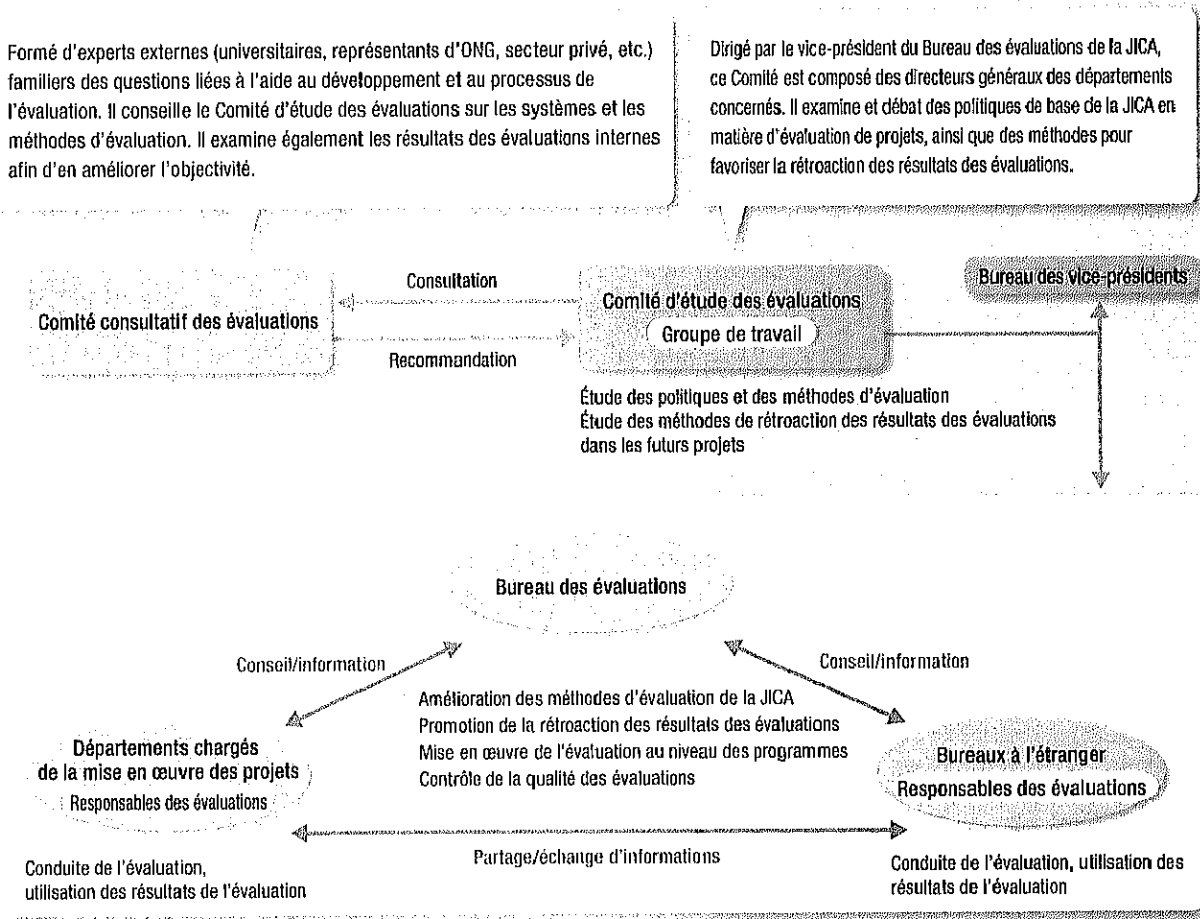 Formé d'experts externes (universitaires, représentants d'ONG, secteur privé, etc.)
familiers des questions liées à l'aide au développement et au processus de
l'évaluation. Il conseille le Comité d'étude des évaluations sur les systèmes et les
méthodes d'évaluation. Il examine également les résultats des évaluations internes
afin d'en améliorer l'objectivité.
Dirigé par le vice-président du Bureau des évaluations de la JICA,
ce Comité est composé des directeurs généraux des départements
concernés. Il examine et débat des politiques de base de la JICA en
matière d'évaluation de projets, ainsi que des méthodes pour
favoriser la rétroaction des résultats des évaluations.
Comité consultatif des évaluations
Consultation
Recommandation
Comité d'étude des évaluations
Groupe de travail
Bureau des vice-présidents
Étude des politiques et des méthodes d'évaluation
Étude des méthodes de rétroaction des résultats des évaluations
dans les futurs projets
Bureau des évaluations
Conseil/information
Conseil/information
Amélioration des méthodes d'évaluation de la JICA
Promotion de la rétroaction des résultats des évaluations
Mise en œuvre de l'évaluation au niveau des programmes
Contrôle de la qualité des évaluations
Départements chargés
de la mise en œuvre des projets
Responsables des évaluations
Bureaux à l'étranger
Responsables des évaluations
Partage/échange d'informations
Conduite de l'évaluation,
utilisation des résultats de l'évaluation
Conduite de l'évaluation, utilisation des
résultats de l'évaluation